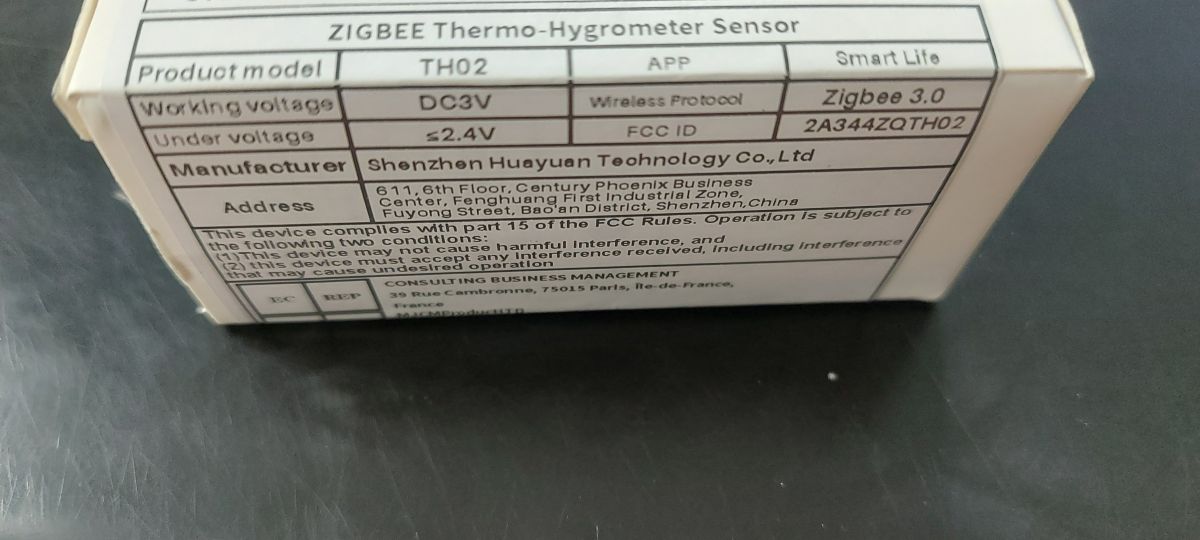 ZIGBEE Thermo-Hygrometer Sensor
Product model TH02 APP Smart Life
Working voltage DC3V Wireless Protocol Zigbee 3.0
Under voltage ≤2.4V FCC ID 2A344ZQTH02
Manufacturer Shenzhen Huayuan Technology Co.,Ltd
Address
611,6th Floor, Century Phoenix Business
Center, Fenghuang First Industrial Zone,
Fuyong Street, Bao'an District, Shenzhen,China
This device complies with part 15 of the FCC Rules. Operation is subject to
the following two conditions:
(1)This device may not cause harmful interference, and
(2) this device must accept any interference received, including interference
that may cause undesired operation
EC REP
CONSULTING BUSINESS MANAGEMENT
39 Rue Cambronne, 75015 Paris, Île-de-France,
France